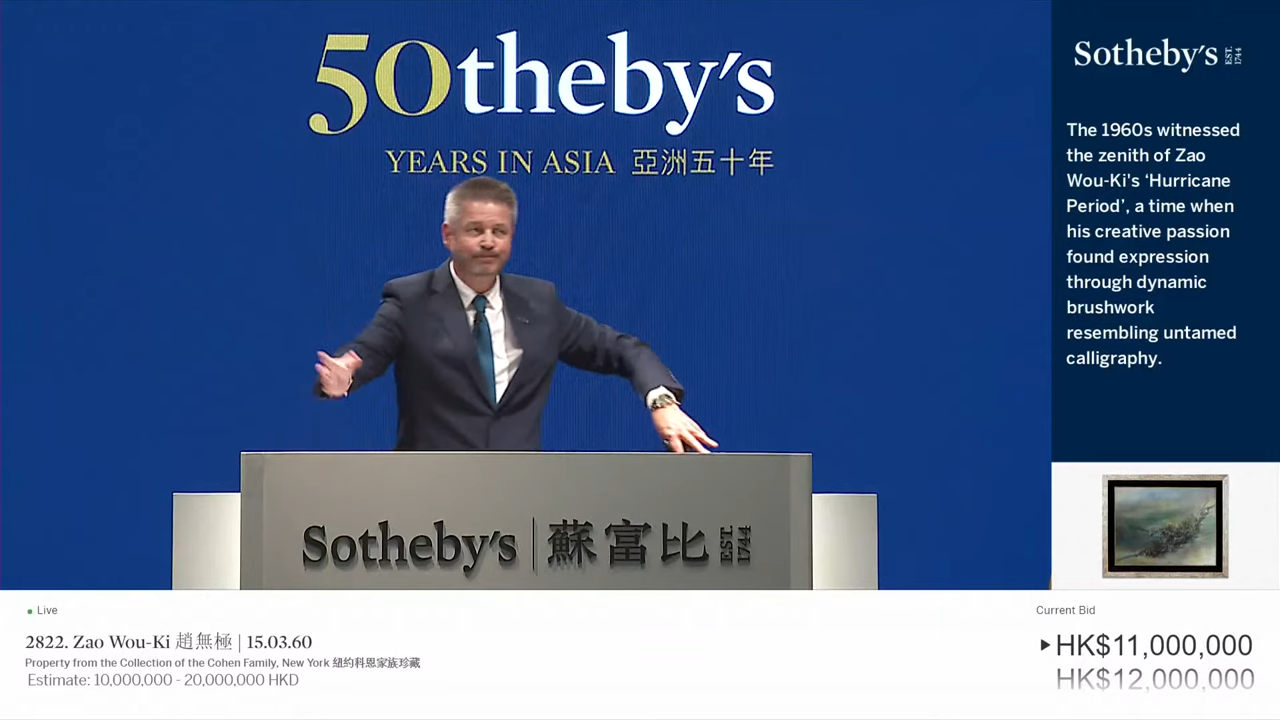 50theby's
YEARS IN ASIA 亞洲五十年
Sotheby's EST. 1744
The 1960s witnessed
the zenith of Zao
Wou-Ki's ‘Hurricane
Period’, a time when
his creative passion
found expression
through dynamic
brushwork
resembling untamed
calligraphy.
Sotheby's | 蘇富比 EST. 1744
Live
2822. Zao Wou-Ki 趙無極 | 15.03.60
Property from the Collection of the Cohen Family, New York 紐約科恩家族珍藏
Estimate: 10,000,000 - 20,000,000 HKD
Current Bid
HK$11,000,000
HK$12,000,000